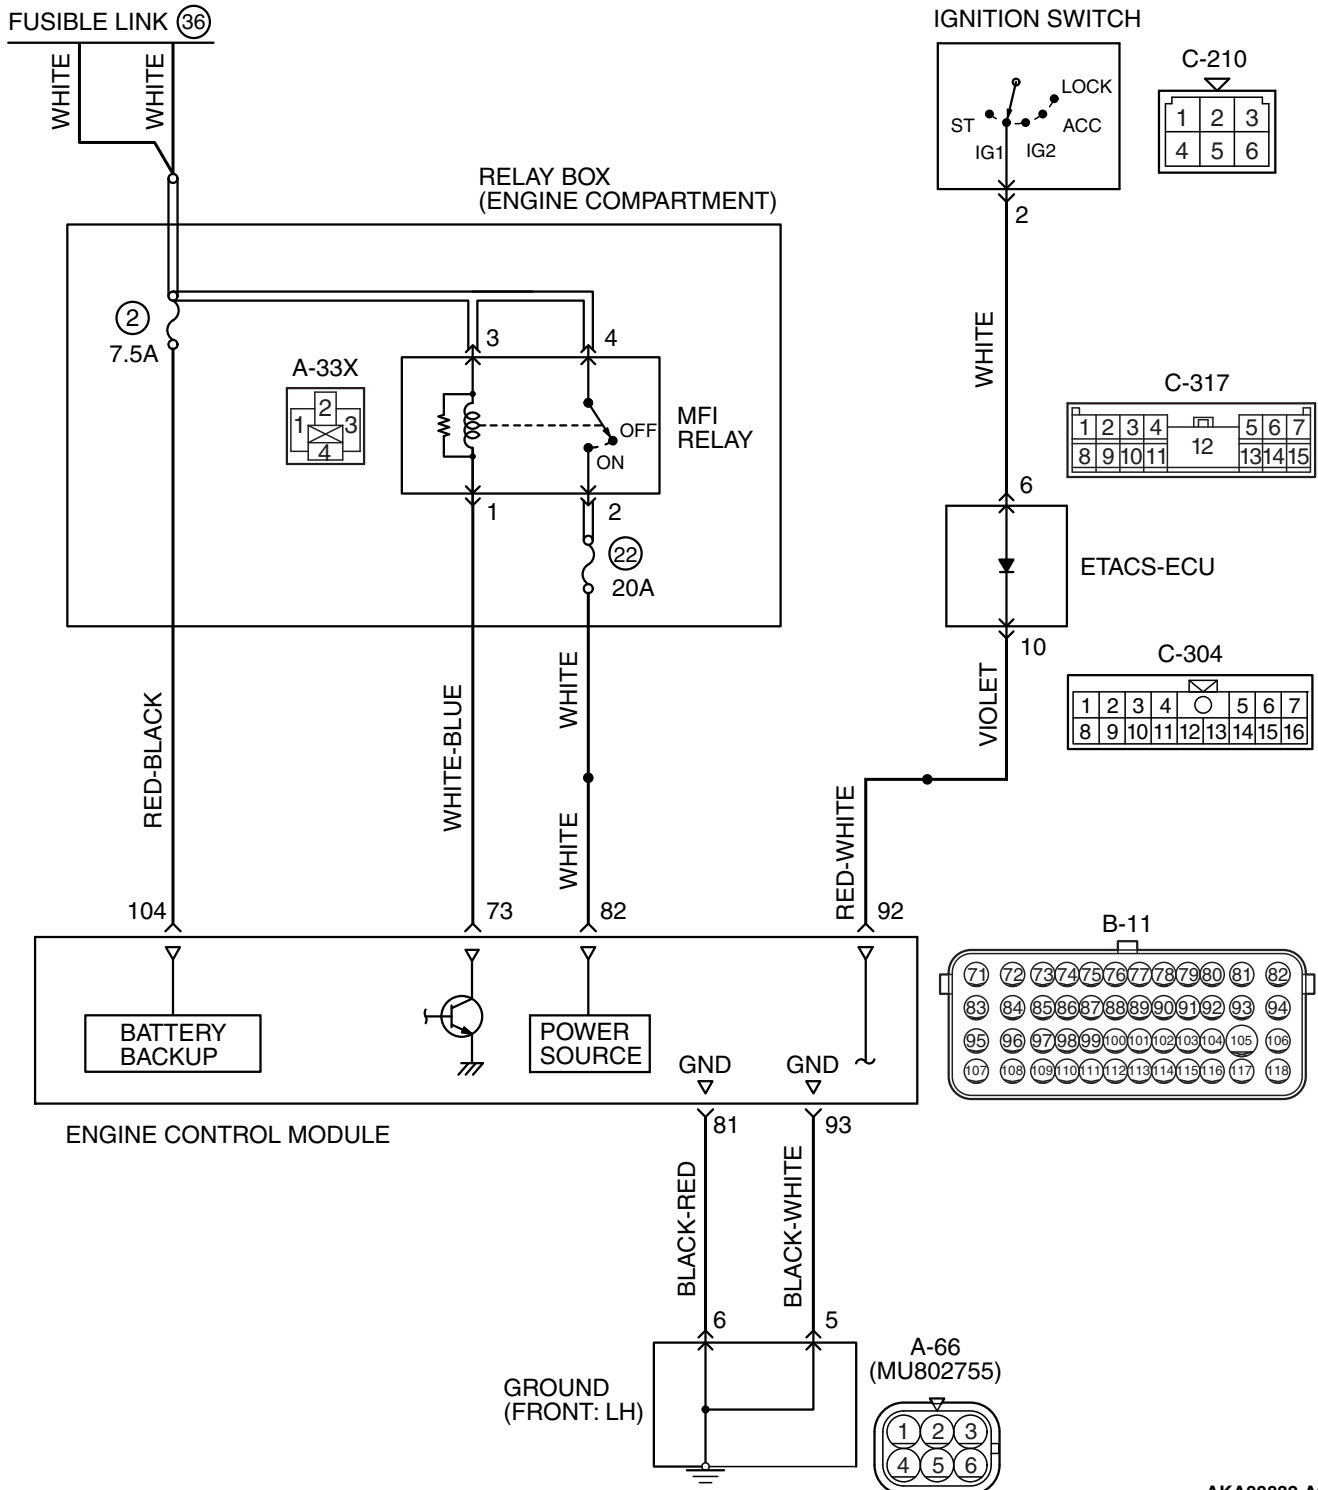 FUSIBLE LINK 36
IGNITION SWITCH
WHITE
WHITE
LOCK
ST
ACC
IG1
IG2
C-210
1 2 3
4 5 6
2
RELAY BOX
(ENGINE COMPARTMENT)
2
7.5A
A-33X
2
1 3
4
3
4
MFI
RELAY
OFF
ON
1
2
22
20A
WHITE
C-317
1 2 3 4 12 5 6 7
8 9 10 11 13 14 15
6
ETACS-ECU
10
C-304
1 2 3 4 5 6 7
8 9 10 11 12 13 14 15 16
RED-BLACK
WHITE-BLUE
WHITE
WHITE
VIOLET
RED-WHITE
104
73
82
92
BATTERY
BACKUP
POWER
SOURCE
GND
GND
B-11
71 72 73 74 75 76 77 78 79 80 81 82
83 84 85 86 87 88 89 90 91 92 93 94
95 96 97 98 99 100 101 102 103 104 105 106
107 108 109 110 111 112 113 114 115 116 117 118
ENGINE CONTROL MODULE
81
93
BLACK-RED
BLACK-WHITE
6
5
GROUND
(FRONT: LH)
A-66
(MU802755)
1 2 3
4 5 6